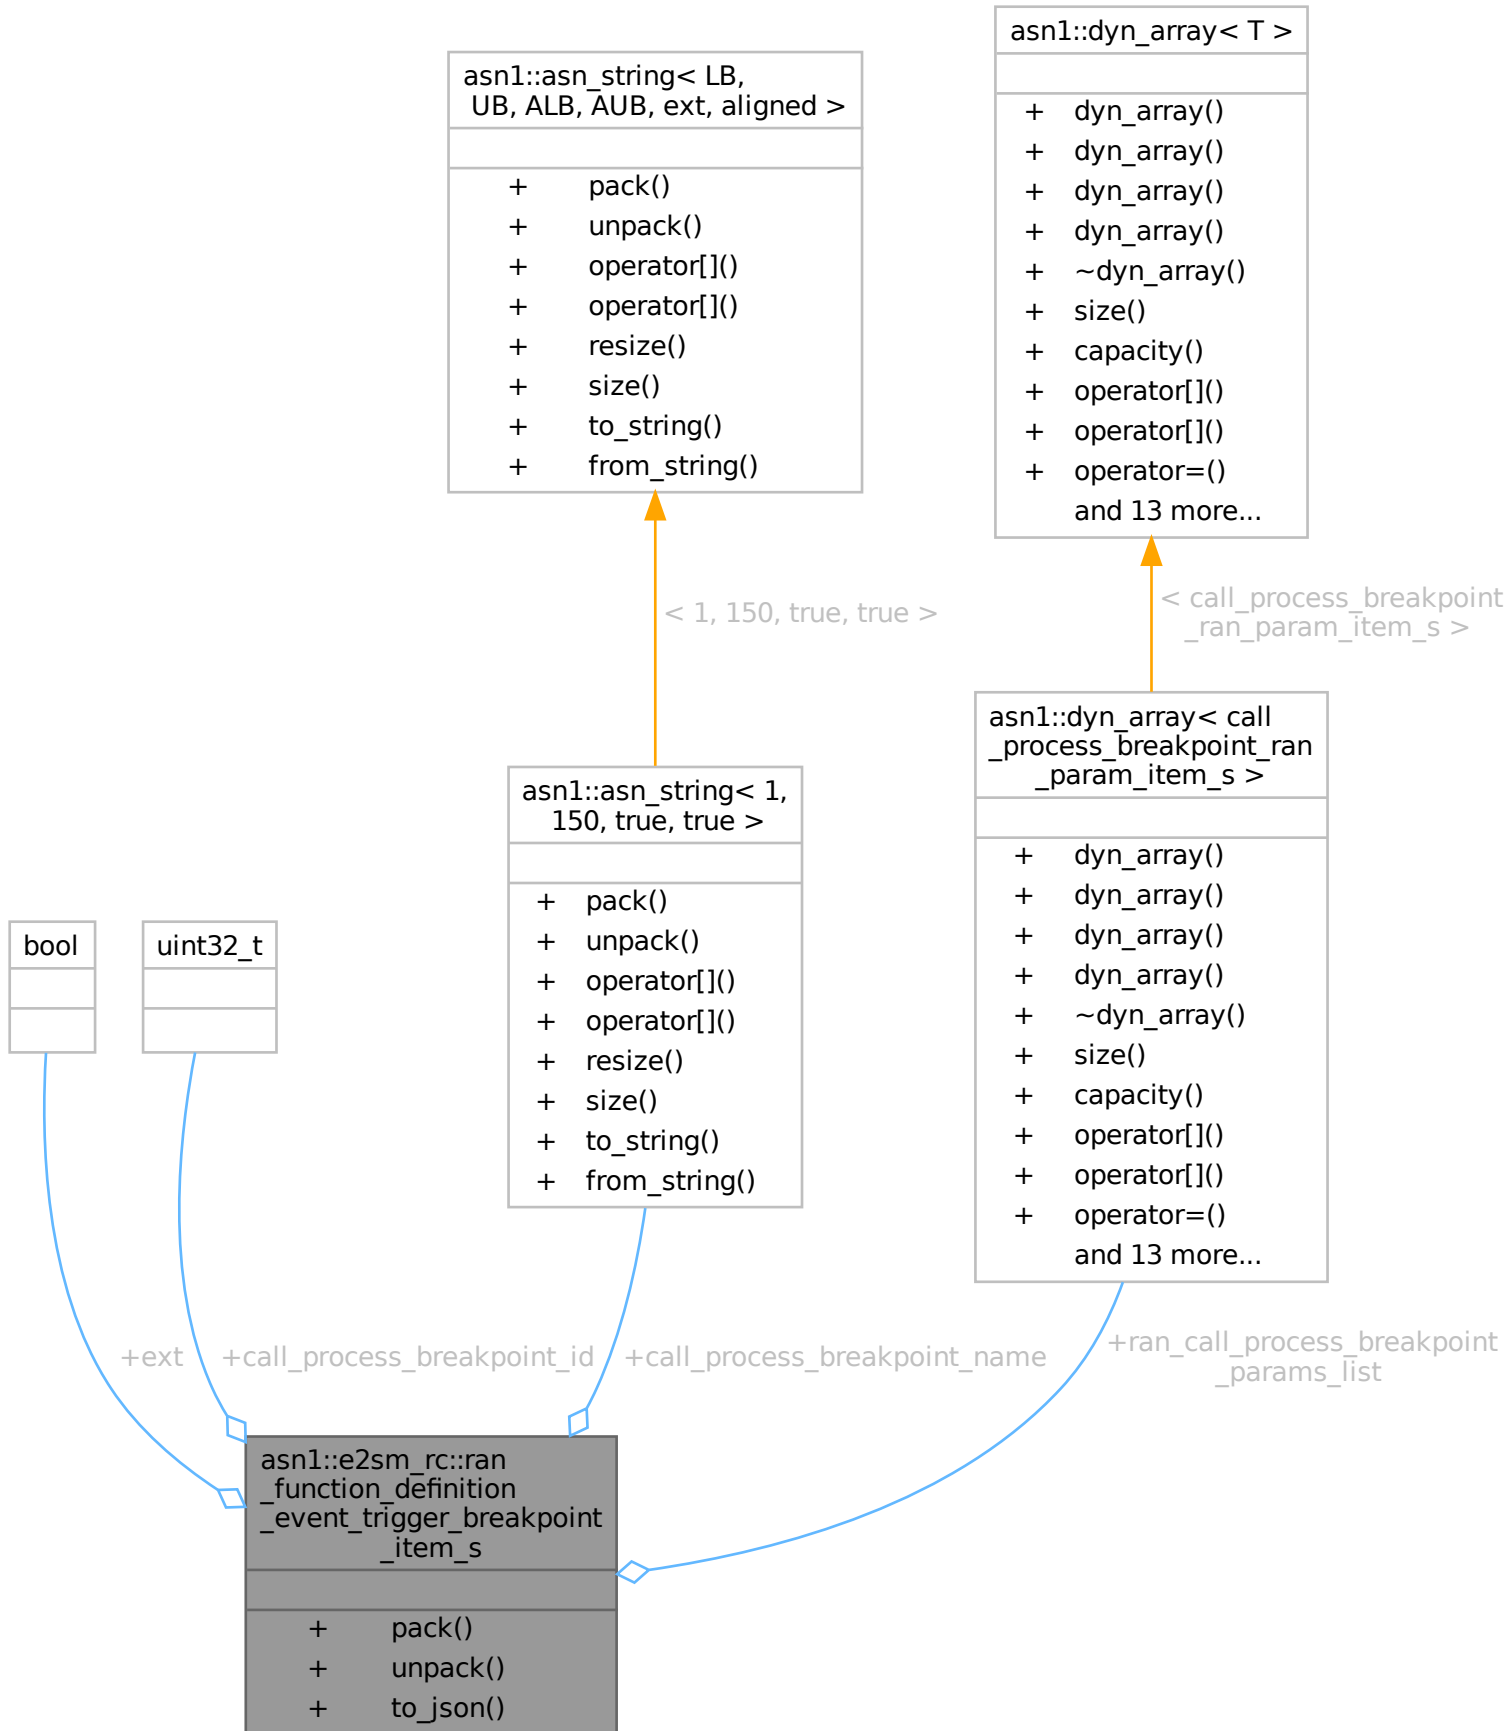 asn1::dyn_array< T >
+ dyn_array()
+ dyn_array()
+ dyn_array()
+ dyn_array()
+ ~dyn_array()
+ size()
+ capacity()
+ operator[]()
+ operator[]()
+ operator=()
and 13 more...
asn1::asn_string< LB,
UB, ALB, AUB, ext, aligned >
+ pack()
+ unpack()
+ operator[]()
+ operator[]()
+ resize()
+ size()
+ to_string()
+ from_string()
< 1, 150, true, true >
< call_process_breakpoint
_ran_param_item_s >
asn1::dyn_array< call
_process_breakpoint_ran
_param_item_s >
+ dyn_array()
+ dyn_array()
+ dyn_array()
+ dyn_array()
+ ~dyn_array()
+ size()
+ capacity()
+ operator[]()
+ operator[]()
+ operator=()
and 13 more...
asn1::asn_string< 1,
150, true, true >
+ pack()
+ unpack()
+ operator[]()
+ operator[]()
+ resize()
+ size()
+ to_string()
+ from_string()
bool
uint32_t
+ext
+call_process_breakpoint_id
+call_process_breakpoint_name
+ran_call_process_breakpoint
_params_list
asn1::e2sm_rc::ran
_function_definition
_event_trigger_breakpoint
_item_s
+ pack()
+ unpack()
+ to_json()